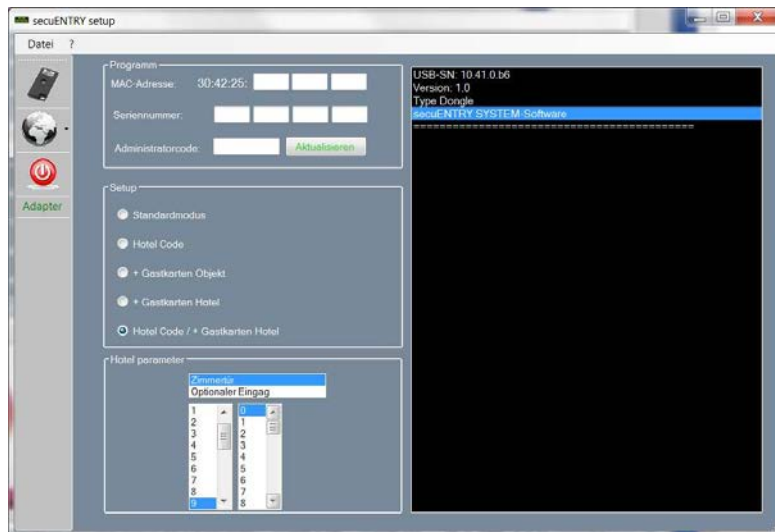 secuENTRY setup
Datei ?
Adapter
Programm
MAC-Adresse: 30:42:25:
Seriennummer:
Administratorcode: Aktualisieren
Setup
Standardmodus
Hotel Code
+ Gastkarten Objekt
+ Gastkarten Hotel
Hotel Code / + Gastkarten Hotel
Hotel parameter
Zimmertür
Optionaler Eingag
1 0
2 1
3 2
4 3
5 4
6 5
7 6
8 7
9 8
USB-SN: 10.41.0.b6
Version: 1.0
Type Dongle
secuENTRY SYSTEM-Software
==========================================